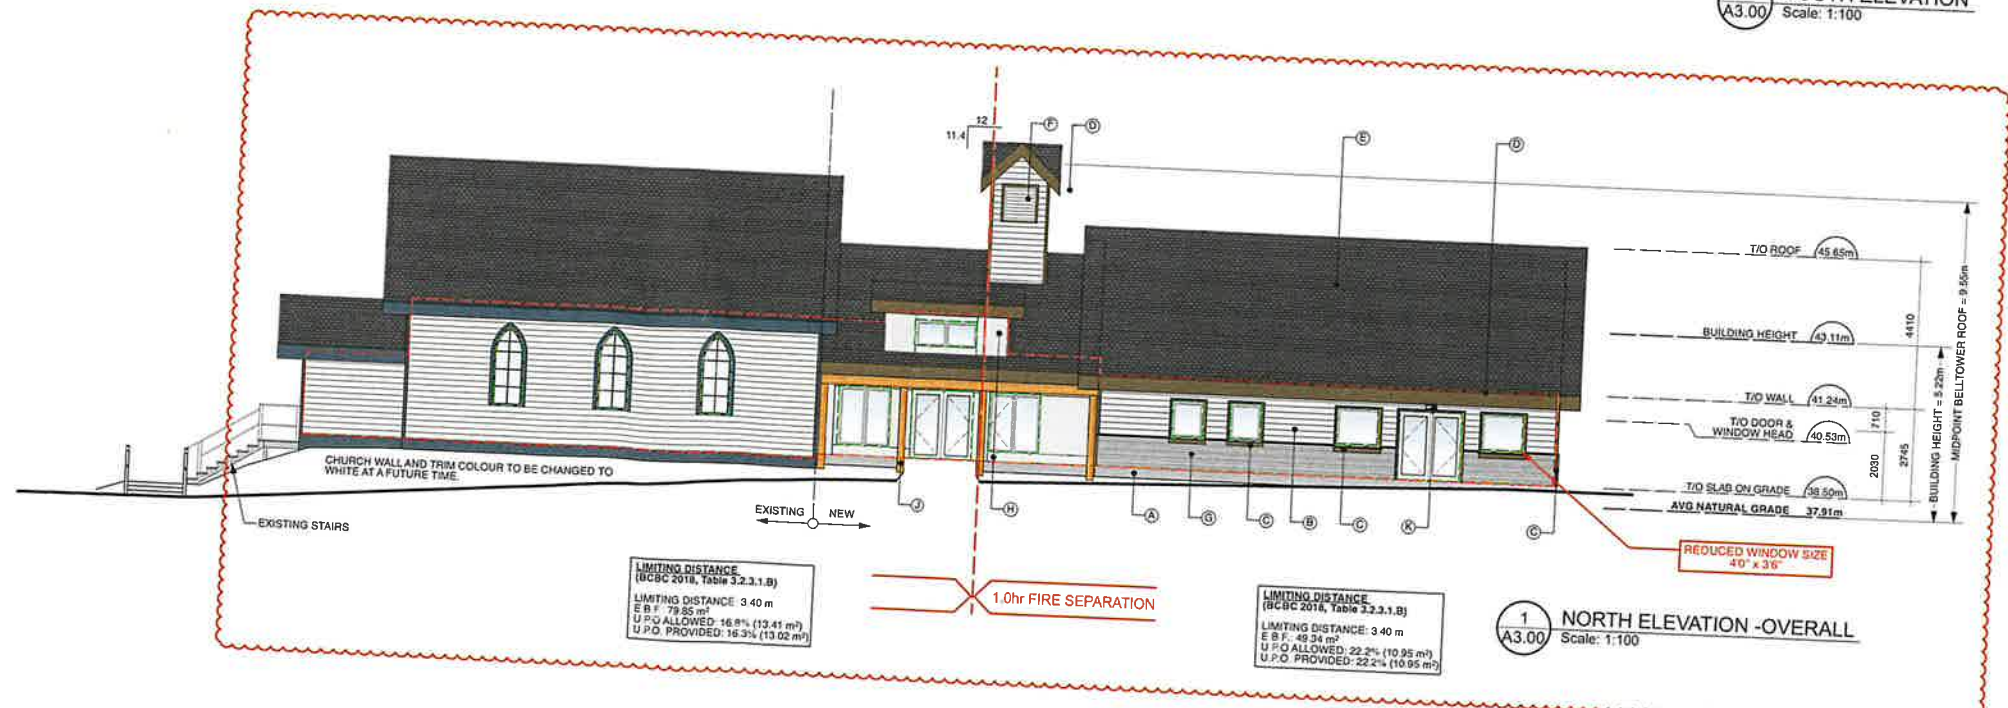 A3.00
Scale: 1:100
12
11.4
F
D
E
D
T/O ROOF 45.65m
BUILDING HEIGHT 43.11m
T/O WALL 41.24m
T/O DOOR &
WINDOW HEAD 40.53m
T/O SLAB ON GRADE 38.50m
AVG NATURAL GRADE 37.91m
4410
710
2030
2745
BUILDING HEIGHT = 5.22m
MIDPOINT BELLTOWER ROOF = 9.55m
CHURCH WALL AND TRIM COLOUR TO BE CHANGED TO
WHITE AT A FUTURE TIME.
EXISTING STAIRS
EXISTING NEW
J
H
A
G
C
B
C
K
C
REDUCED WINDOW SIZE
4'0" x 3'6"
LIMITING DISTANCE
(BCBC 2018, Table 3.2.3.1.B)
LIMITING DISTANCE: 3.40 m
E.B.F.: 79.85 m²
U.P.O ALLOWED: 16.8% (13.41 m²)
U.P.O. PROVIDED: 16.3% (13.02 m²)
1.0hr FIRE SEPARATION
LIMITING DISTANCE
(BCBC 2018, Table 3.2.3.1.B)
LIMITING DISTANCE: 3.40 m
E.B.F.: 49.34 m²
U.P.O ALLOWED: 22.2% (10.95 m²)
U.P.O. PROVIDED: 22.2% (10.95 m²)
1
A3.00
NORTH ELEVATION -OVERALL
Scale: 1:100